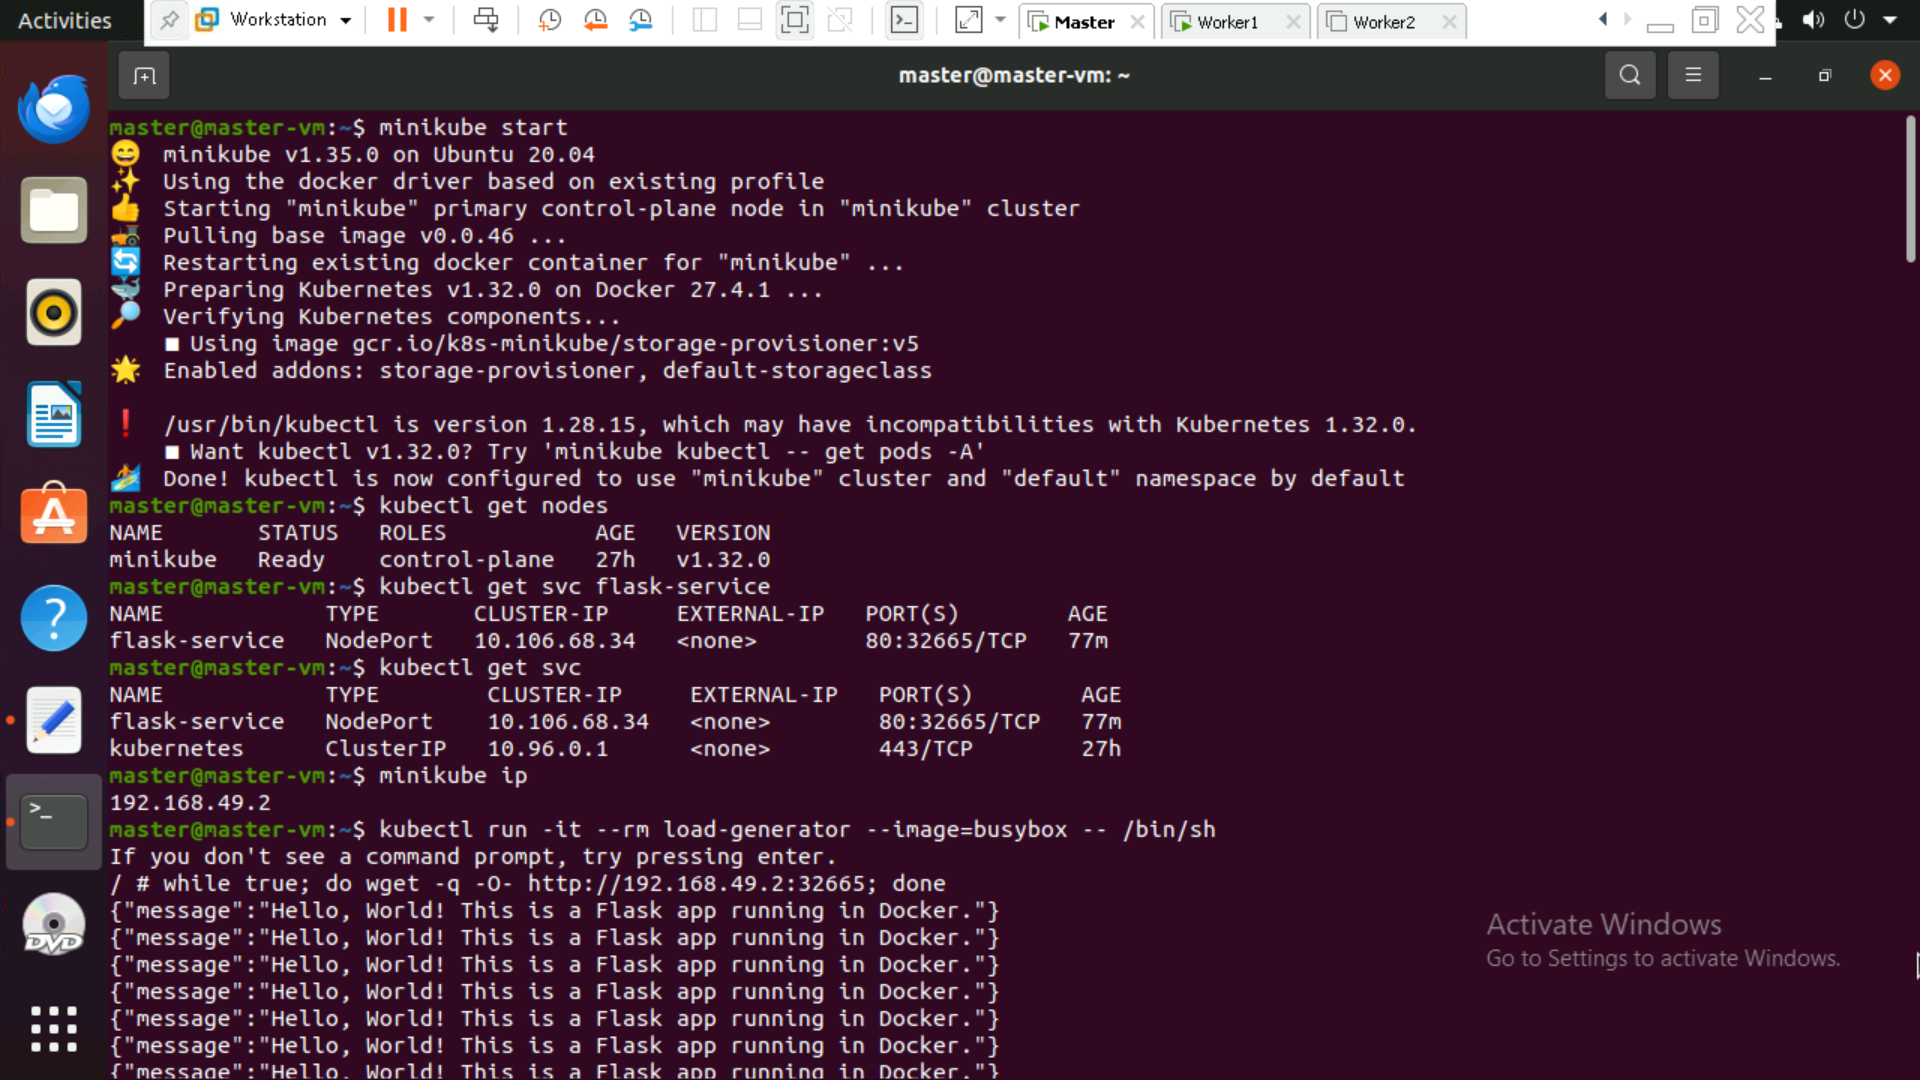 Activities
Workstation
Master
Worker1
Worker2
master@master-vm: ~
master@master-vm:~$ minikube start
minikube v1.35.0 on Ubuntu 20.04
Using the docker driver based on existing profile
Starting "minikube" primary control-plane node in "minikube" cluster
Pulling base image v0.0.46 ...
Restarting existing docker container for "minikube" ...
Preparing Kubernetes v1.32.0 on Docker 27.4.1 ...
Verifying Kubernetes components...
■ Using image gcr.io/k8s-minikube/storage-provisioner:v5
Enabled addons: storage-provisioner, default-storageclass
/usr/bin/kubectl is version 1.28.15, which may have incompatibilities with Kubernetes 1.32.0.
■ Want kubectl v1.32.0? Try 'minikube kubectl -- get pods -A'
Done! kubectl is now configured to use "minikube" cluster and "default" namespace by default
master@master-vm:~$ kubectl get nodes
NAME STATUS ROLES AGE VERSION
minikube Ready control-plane 27h v1.32.0
master@master-vm:~$ kubectl get svc flask-service
NAME TYPE CLUSTER-IP EXTERNAL-IP PORT(S) AGE
flask-service NodePort 10.106.68.34 <none> 80:32665/TCP 77m
master@master-vm:~$ kubectl get svc
NAME TYPE CLUSTER-IP EXTERNAL-IP PORT(S) AGE
flask-service NodePort 10.106.68.34 <none> 80:32665/TCP 77m
kubernetes ClusterIP 10.96.0.1 <none> 443/TCP 27h
master@master-vm:~$ minikube ip
192.168.49.2
master@master-vm:~$ kubectl run -it --rm load-generator --image=busybox -- /bin/sh
If you don't see a command prompt, try pressing enter.
/ # while true; do wget -q -O- http://192.168.49.2:32665; done
{"message":"Hello, World! This is a Flask app running in Docker."}
{"message":"Hello, World! This is a Flask app running in Docker."}
{"message":"Hello, World! This is a Flask app running in Docker."}
{"message":"Hello, World! This is a Flask app running in Docker."}
{"message":"Hello, World! This is a Flask app running in Docker."}
{"message":"Hello, World! This is a Flask app running in Docker."}
{"message":"Hello, World! This is a Flask app running in Docker."}
Activate Windows
Go to Settings to activate Windows.
DVD